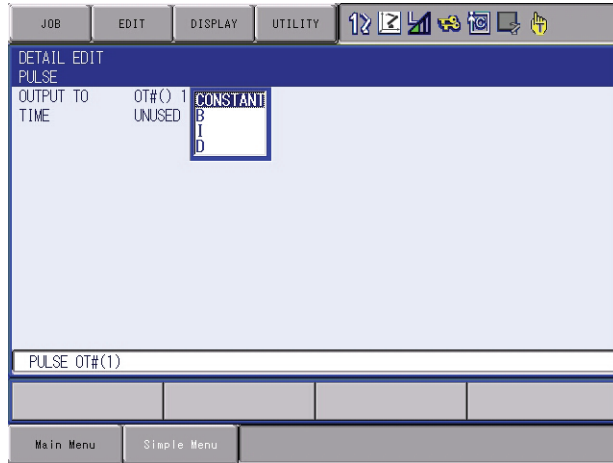 JOB EDIT DISPLAY UTILITY
DETAIL EDIT
PULSE
OUTPUT TO OT#() 1 CONSTANT
TIME UNUSED B
I
D
PULSE OT#(1)
Main Menu Simple Menu